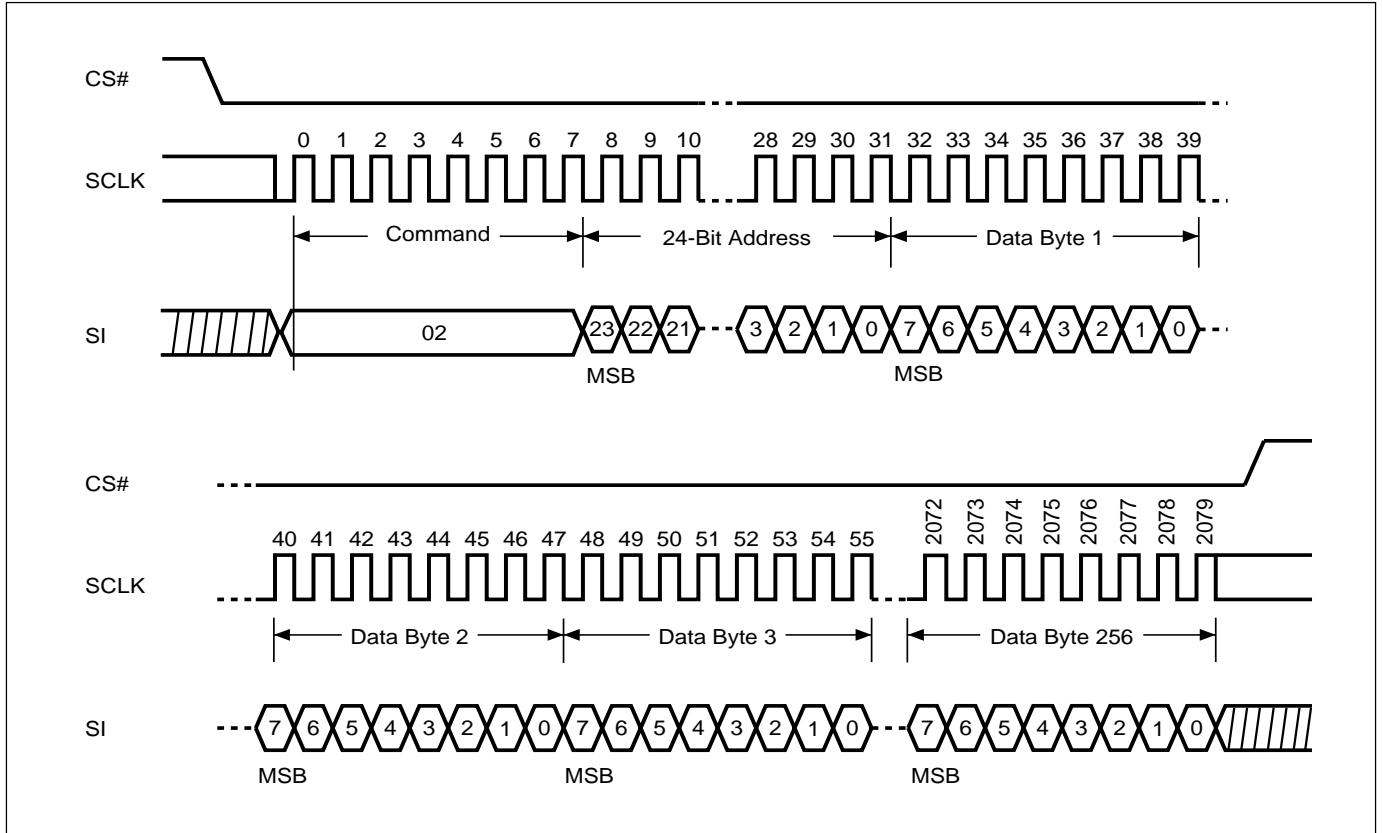 CS#
0 1 2 3 4 5 6 7 8 9 10 28 29 30 31 32 33 34 35 36 37 38 39
SCLK
Command 24-Bit Address Data Byte 1
SI 02 23 22 21 3 2 1 0 7 6 5 4 3 2 1 0
MSB MSB
CS#
2072 2073 2074 2075 2076 2077 2078 2079
40 41 42 43 44 45 46 47 48 49 50 51 52 53 54 55
SCLK
Data Byte 2 Data Byte 3 Data Byte 256
SI 7 6 5 4 3 2 1 0 7 6 5 4 3 2 1 0 7 6 5 4 3 2 1 0
MSB MSB MSB